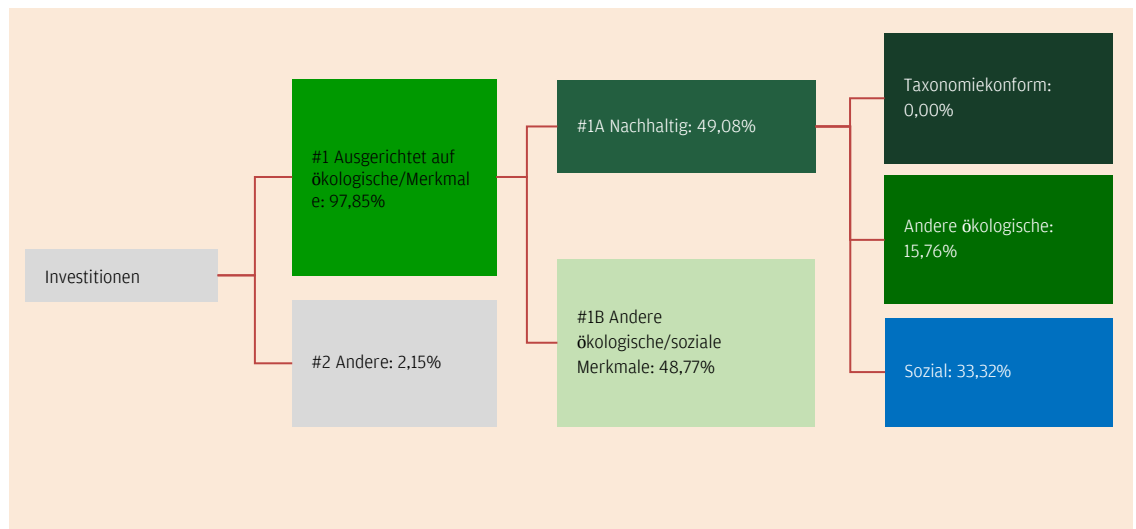 Investitionen
#1 Ausgerichtet auf
ökologische/Merkmal
e: 97,85%
#2 Andere: 2,15%
#1A Nachhaltig: 49,08%
#1B Andere
ökologische/soziale
Merkmale: 48,77%
Taxonomiekonform:
0,00%
Andere ökologische:
15,76%
Sozial: 33,32%